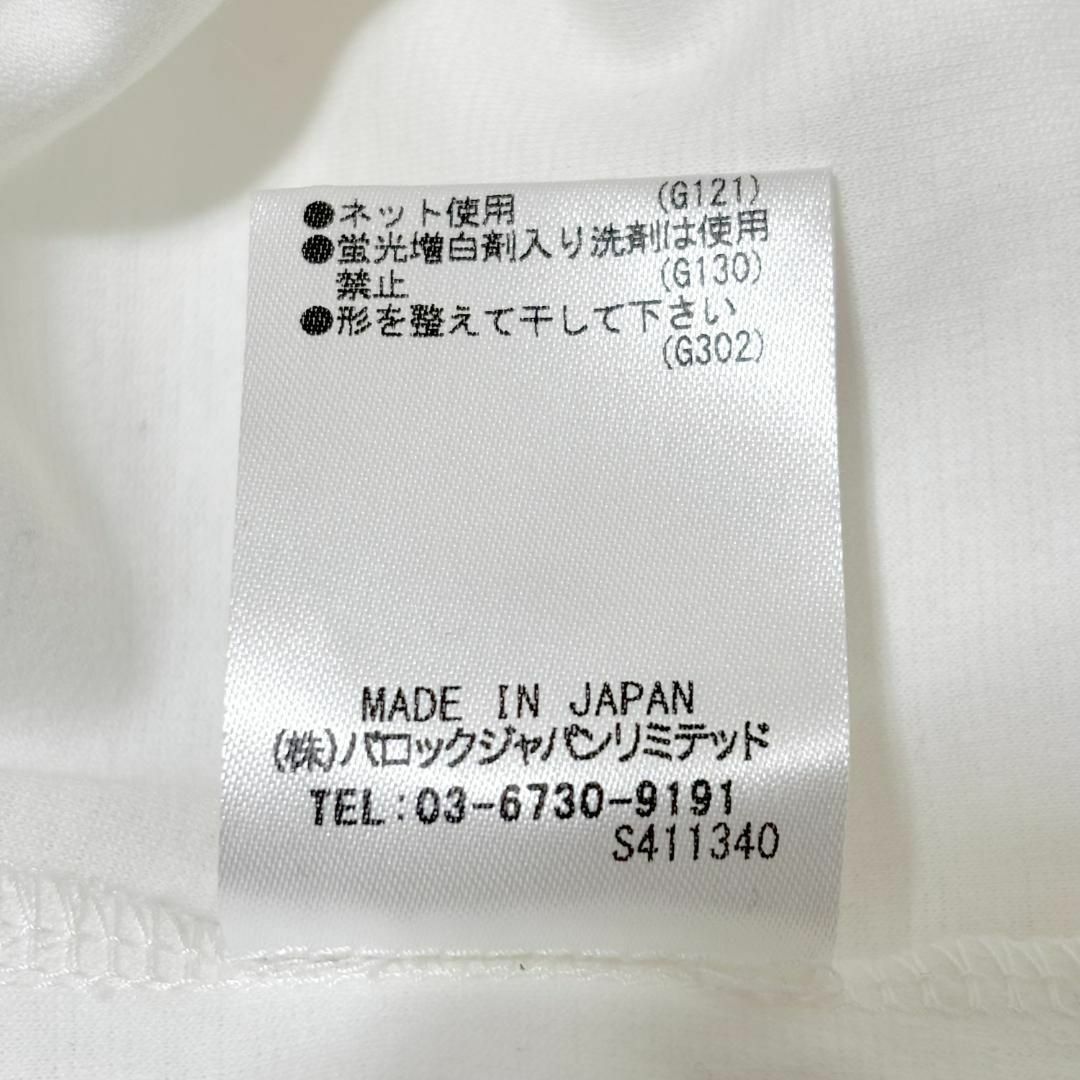 ●ネット使用 (G121)
●蛍光増白剤入り洗剤は使用
禁止 (G130)
●形を整えて干して下さい
(G302)
MADE IN JAPAN
(株)バロックジャパンリミテッド
TEL:03-6730-9191
S411340